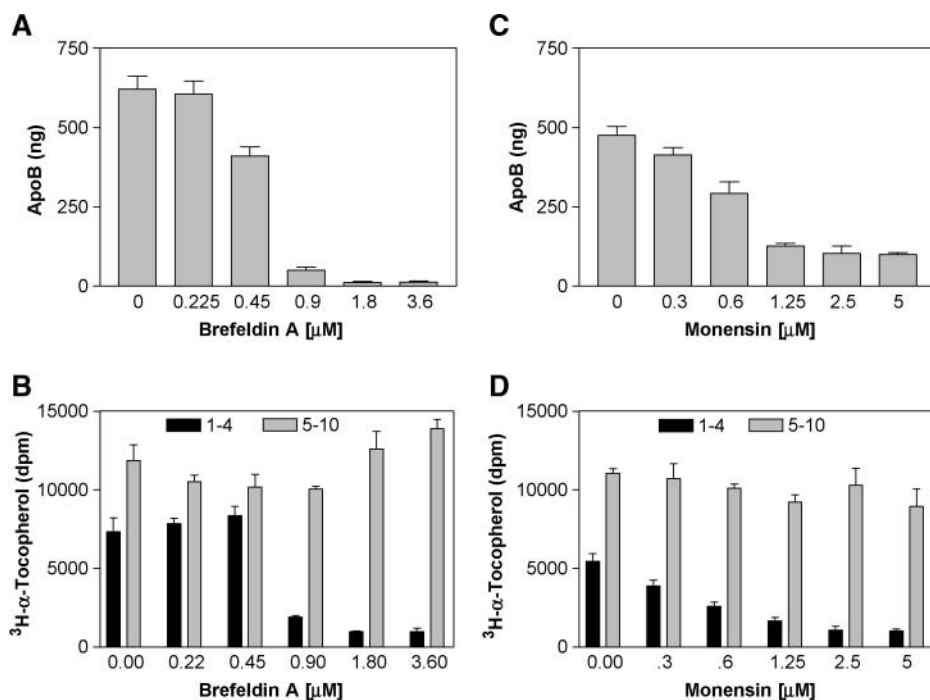 A
750
500
250
0
ApoB (ng)
0 0.225 0.45 0.9 1.8 3.6
Brefeldin A [μM]
C
750
500
250
0
ApoB (ng)
0 0.3 0.6 1.25 2.5 5
Monensin [μM]
B
15000
10000
5000
0
³H-α-Tocopherol (dpm)
1-4 5-10
0.00 0.22 0.45 0.90 1.80 3.60
Brefeldin A [μM]
D
15000
10000
5000
0
³H-α-Tocopherol (dpm)
1-4 5-10
0.00 .3 .6 1.25 2.5 5
Monensin [μM]